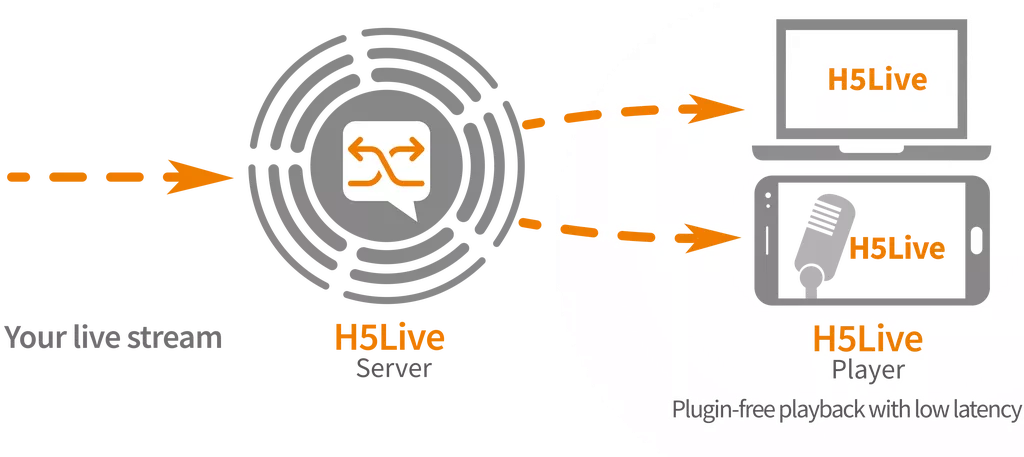 H5Live
H5Live
Your live stream
H5Live
Server
H5Live
Player
Plugin-free playback with low latency